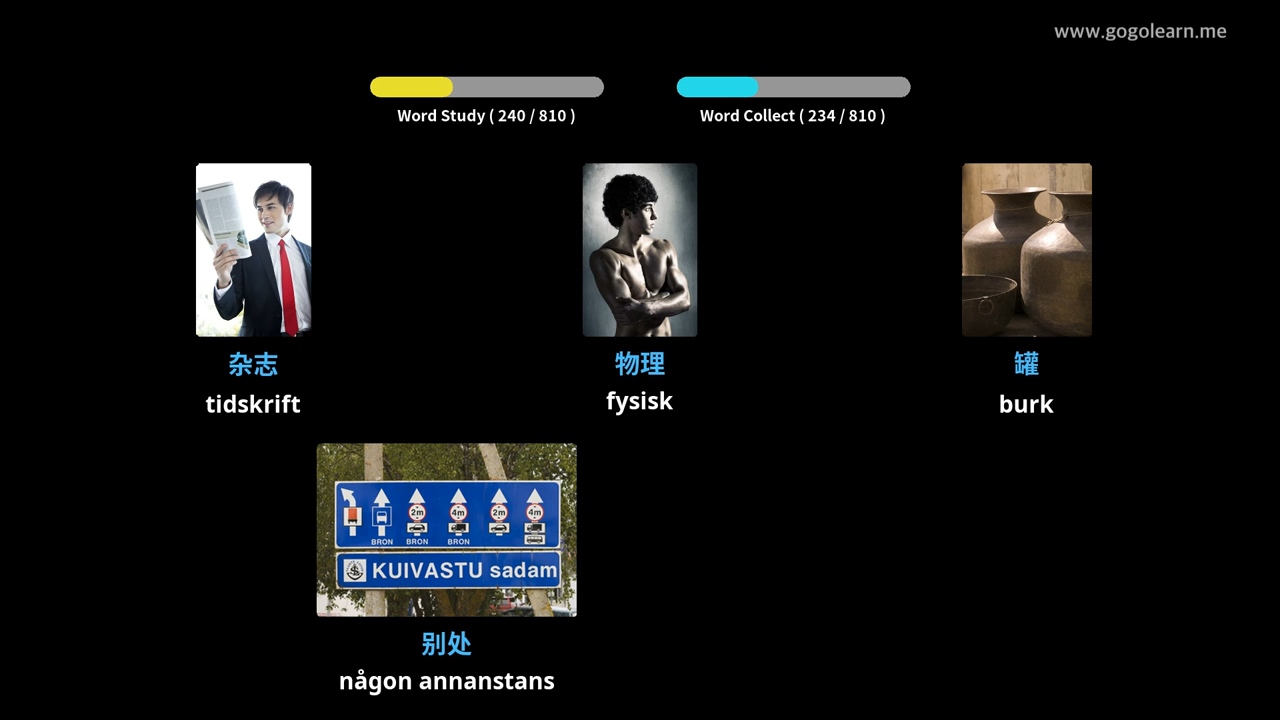 www.gogolearn.me
Word Study ( 240 / 810 )
Word Collect ( 234 / 810 )
杂志
tidskrift
物理
fysisk
罐
burk
2m
4m
2m
4m
BRON
BRON
BRON
KUIVASTU sadam
别处
någon annanstans